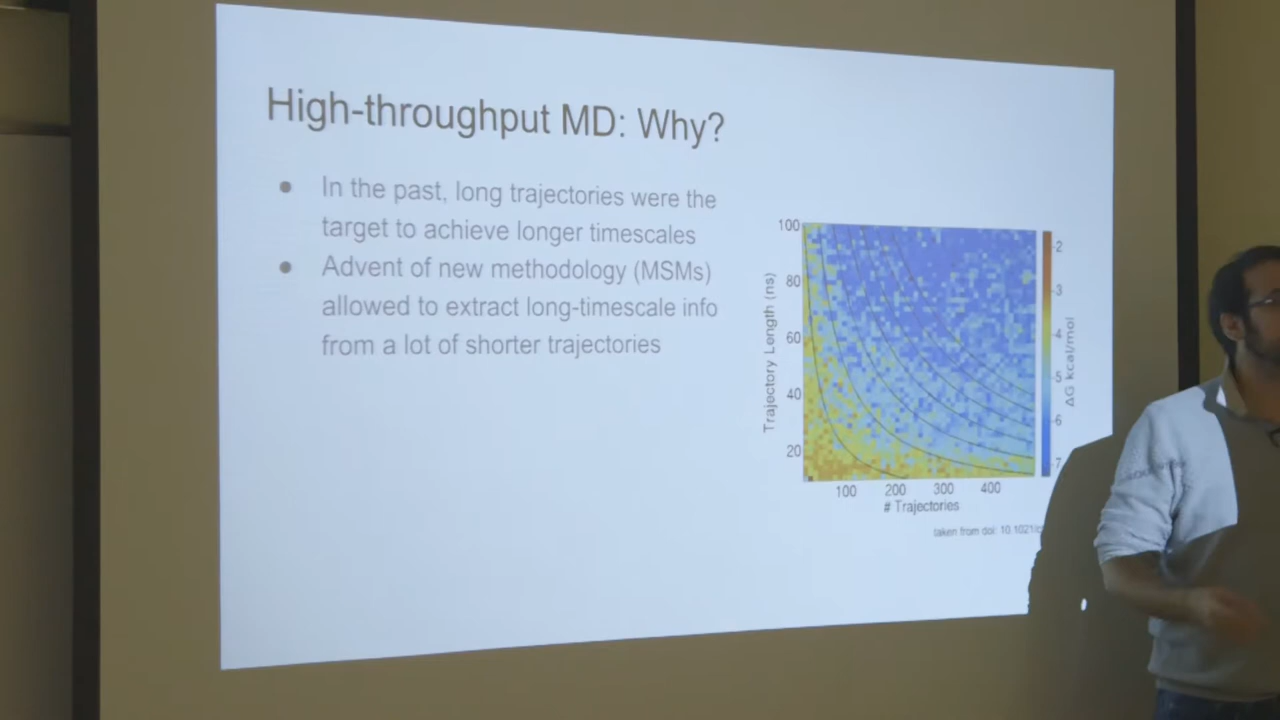 High-throughput MD: Why?
● In the past, long trajectories were the
target to achieve longer timescales
● Advent of new methodology (MSMs)
allowed to extract long-timescale info
from a lot of shorter trajectories
100
80
60
40
20
Trajectory Length (ns)
100 200 300 400
# Trajectories
-2
-3
-4
-5
-6
-7
ΔG kcal/mol
taken from doi: 10.1021/